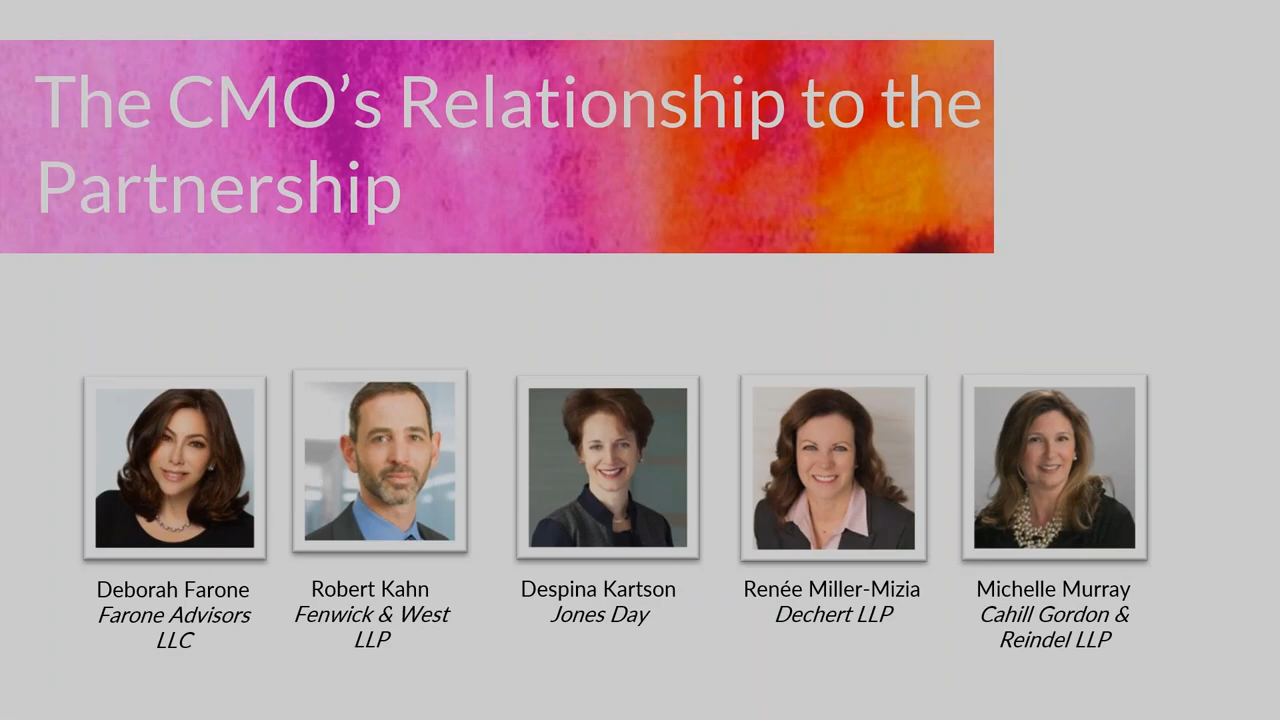 The CMO’s Relationship to the
Partnership
Deborah Farone
Farone Advisors
LLC
Robert Kahn
Fenwick & West
LLP
Despina Kartson
Jones Day
Renée Miller-Mizia
Dechert LLP
Michelle Murray
Cahill Gordon &
Reindel LLP